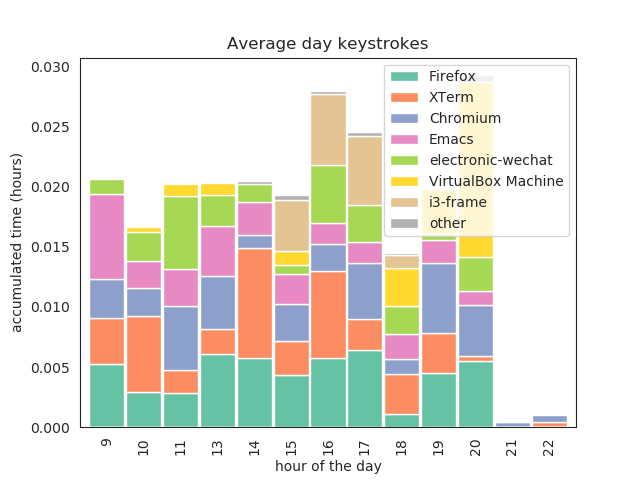 Average day keystrokes
accumulated time (hours)
0.030
0.025
0.020
0.015
0.010
0.005
0.000
Firefox
XTerm
Chromium
Emacs
electronic-wechat
VirtualBox Machine
i3-frame
other
9 10 11 13 14 15 16 17 18 19 20 21 22
hour of the day